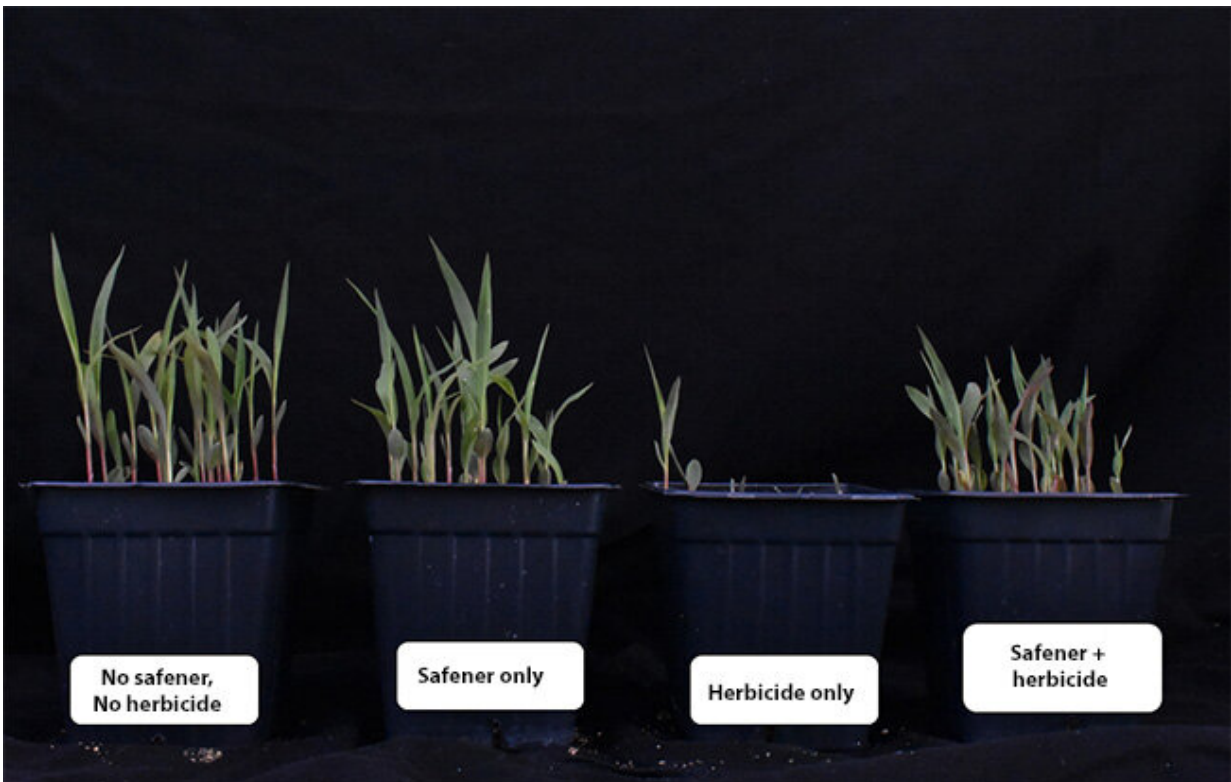 No safener,
No herbicide
Safener only
Herbicide only
Safener +
herbicide